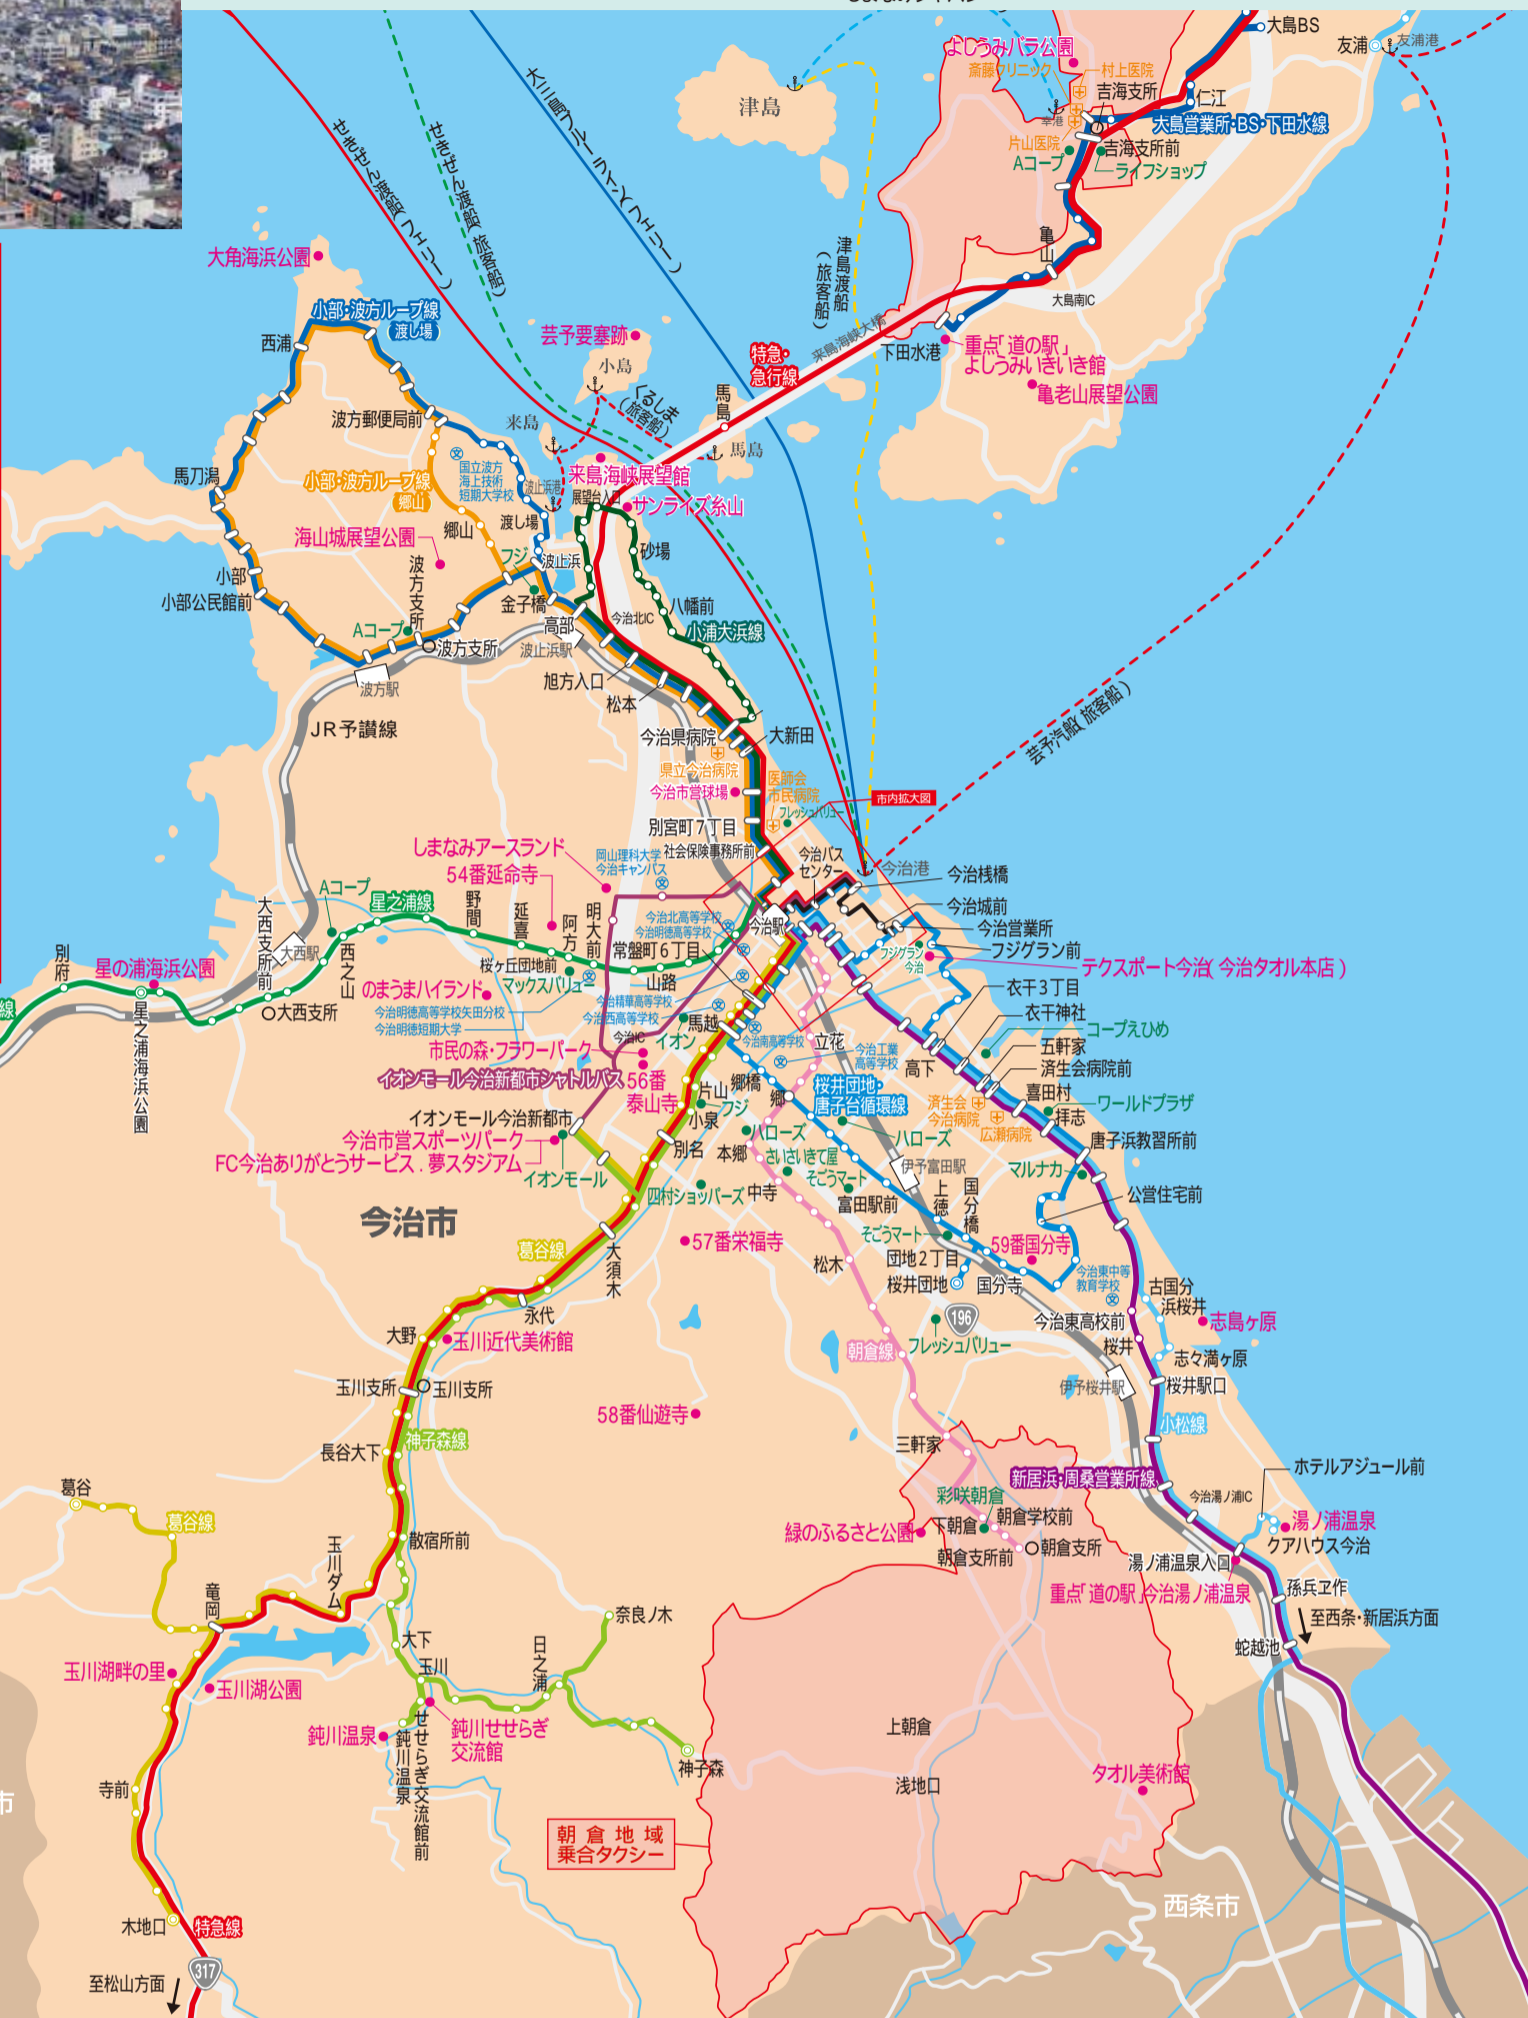 大島BS
友浦
友浦港
よしうみバラ公園
斎藤クリニック
村上医院
吉海支所
幸港
仁江
大島営業所・BS・下田水線
片山医院
Aコープ
吉海支所前
ライフショップ
津島
亀山
大島南IC
来島海峡大橋
下田水港
重点「道の駅」
よしうみいきいき館
亀老山展望公園
せきぜん渡船(フェリー)
せきぜん渡船(旅客船)
大三島ブルーライン(フェリー)
津島渡船
(旅客船)
大角海浜公園
小部・波方ループ線
渡し場
西浦
芸予要塞跡
小島
くるしま
(旅客船)
特急・
急行線
馬島
馬島
来島
波方郵便局前
馬刀潟
小部・波方ループ線
郷山
国立波方
海上技術
短期大学校
波止浜港
来島海峡展望館
展望台入口
サンライズ糸山
渡し場
郷山
海山城展望公園
フジ
波止浜
砂場
小部
小部公民館前
波方支所
金子橋
八幡前
今治北IC
小浦大浜線
Aコープ
波方支所
高部
波止浜駅
旭方入口
波方駅
松本
JR予讃線
今治県病院
大新田
県立今治病院
医師会
市民病院
今治市営球場
市内拡大図
フレッシュバリュー
別宮町7丁目
社会保険事務所前
芸予汽船(旅客船)
しまなみアースランド
岡山理科大学
今治キャンパス
54番延命寺
今治バス
センター
今治港
今治桟橋
今治城前
今治営業所
フジグラン前
フジグラン
今治
テクスポート今治(今治タオル本店)
今治駅
Aコープ
星之浦線
野間
延喜
阿方
明大前
今治北高等学校
今治明徳高等学校
常盤町6丁目
大西支所前
大西駅
西之山
桜ヶ丘団地前
マックスバリュー
山路
別府
星の浦海浜公園
線
星之浦海浜公園
大西支所
のまうまハイランド
今治明徳高等学校矢田分校
今治明徳短期大学
今治精華高等学校
今治西高等学校
今治IC
イオン
馬越
今治南高等学校
立花
今治工業
高等学校
衣干3丁目
衣干神社
コープえひめ
五軒家
済生会病院前
高下
喜田村
ワールドプラザ
拝志
済生会
今治病院
広瀬病院
唐子浜教習所前
マルナカ
公営住宅前
市民の森・フラワーパーク
イオンモール今治新都市シャトルバス
56番
泰山寺
片山
フジ
小泉
郷橋
郷
桜井団地・
唐子台循環線
ハローズ
ハローズ
イオンモール今治新都市
今治市営スポーツパーク
FC今治ありがとうサービス.夢スタジアム
イオンモール
別名
本郷
さいさいきて屋
そごうマート
四村ショッパーズ
中寺
富田駅前
伊予富田駅
上徳
国分橋
そごうマート
59番国分寺
団地2丁目
桜井団地
国分寺
今治東中等
教育学校
今治東高校前
古国分
浜桜井
志島ヶ原
今治市
葛谷線
57番栄福寺
大須木
松木
196
フレッシュバリュー
桜井
志々満ヶ原
伊予桜井駅
桜井駅口
小松線
永代
大野
玉川近代美術館
朝倉線
玉川支所
玉川支所
58番仙遊寺
神子森線
長谷大下
三軒家
新居浜・周桑営業所線
ホテルアジュール前
今治湯ノ浦IC
湯ノ浦温泉
クアハウス今治
彩咲朝倉
朝倉学校前
下朝倉
緑のふるさと公園
朝倉支所前
朝倉支所
湯ノ浦温泉入口
重点「道の駅」今治湯ノ浦温泉
孫兵ヱ作
至西条・新居浜方面
蛇越池
葛谷
葛谷線
散宿所前
玉川ダム
竜岡
大下
玉川
奈良ノ木
日之浦
玉川湖畔の里
玉川湖公園
鈍川温泉
鈍川温泉
せせらぎ交流館前
鈍川せせらぎ
交流館
神子森
上朝倉
浅地口
タオル美術館
寺前
市
朝倉地域
乗合タクシー
西条市
木地口
特急線
317
至松山方面